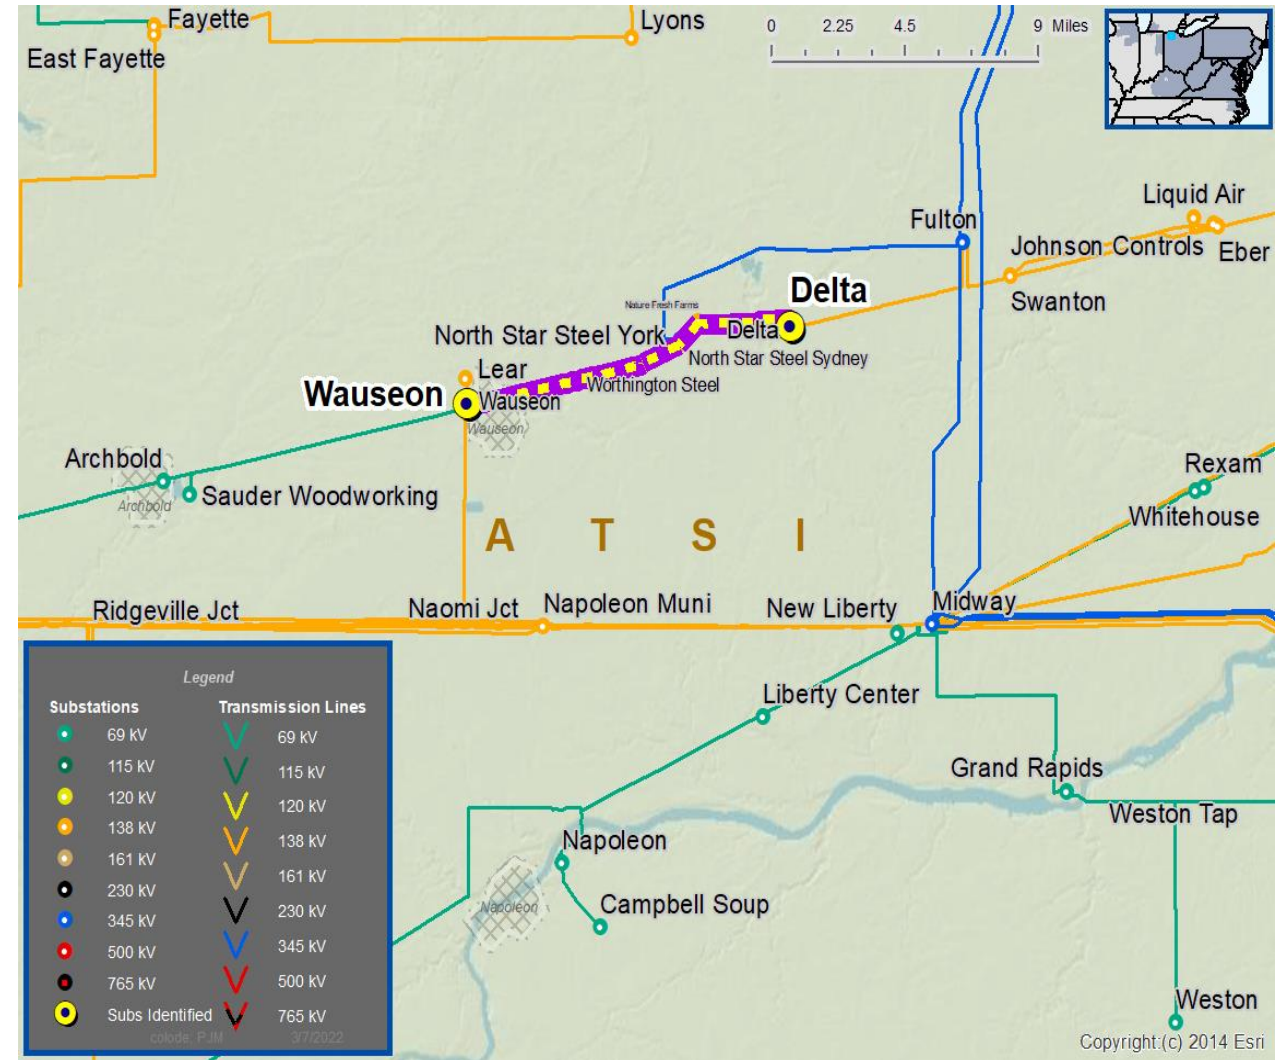 Fayette
Lyons
East Fayette
0 2.25 4.5 9 Miles
Liquid Air
Fulton
Johnson Controls
Eber
Delta
Swanton
Nature Fresh Farms
North Star Steel York
Delta
North Star Steel Sydney
Lear
Worthington Steel
Wauseon
Wauseon
Wauseon
Archbold
Rexam
Sauder Woodworking
Archbold
Whitehouse
A T S I
Ridgeville Jct
Naomi Jct
Napoleon Muni
New Liberty
Midway
Liberty Center
Grand Rapids
Weston Tap
Napoleon
Napoleon
Campbell Soup
Weston
Copyright:(c) 2014 Esri
Legend
Substations
69 kV
115 kV
120 kV
138 kV
161 kV
230 kV
345 kV
500 kV
765 kV
Subs Identified
Transmission Lines
69 kV
115 kV
120 kV
138 kV
161 kV
230 kV
345 kV
500 kV
765 kV
colode: PJM
3/7/2022